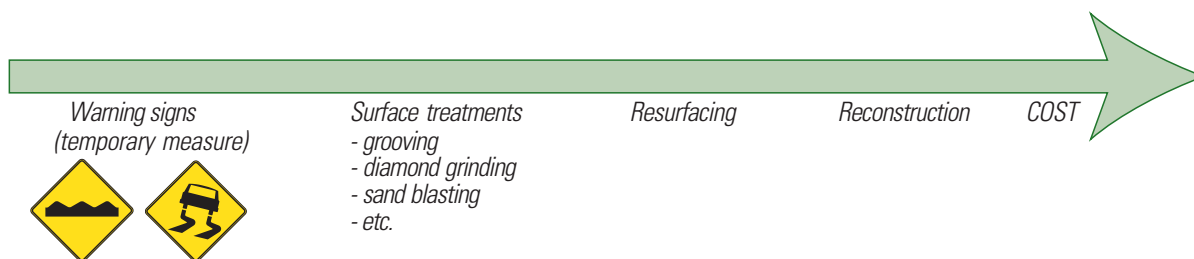 Warning signs
(temporary measure)
Surface treatments
- grooving
- diamond grinding
- sand blasting
- etc.
Resurfacing
Reconstruction
COST